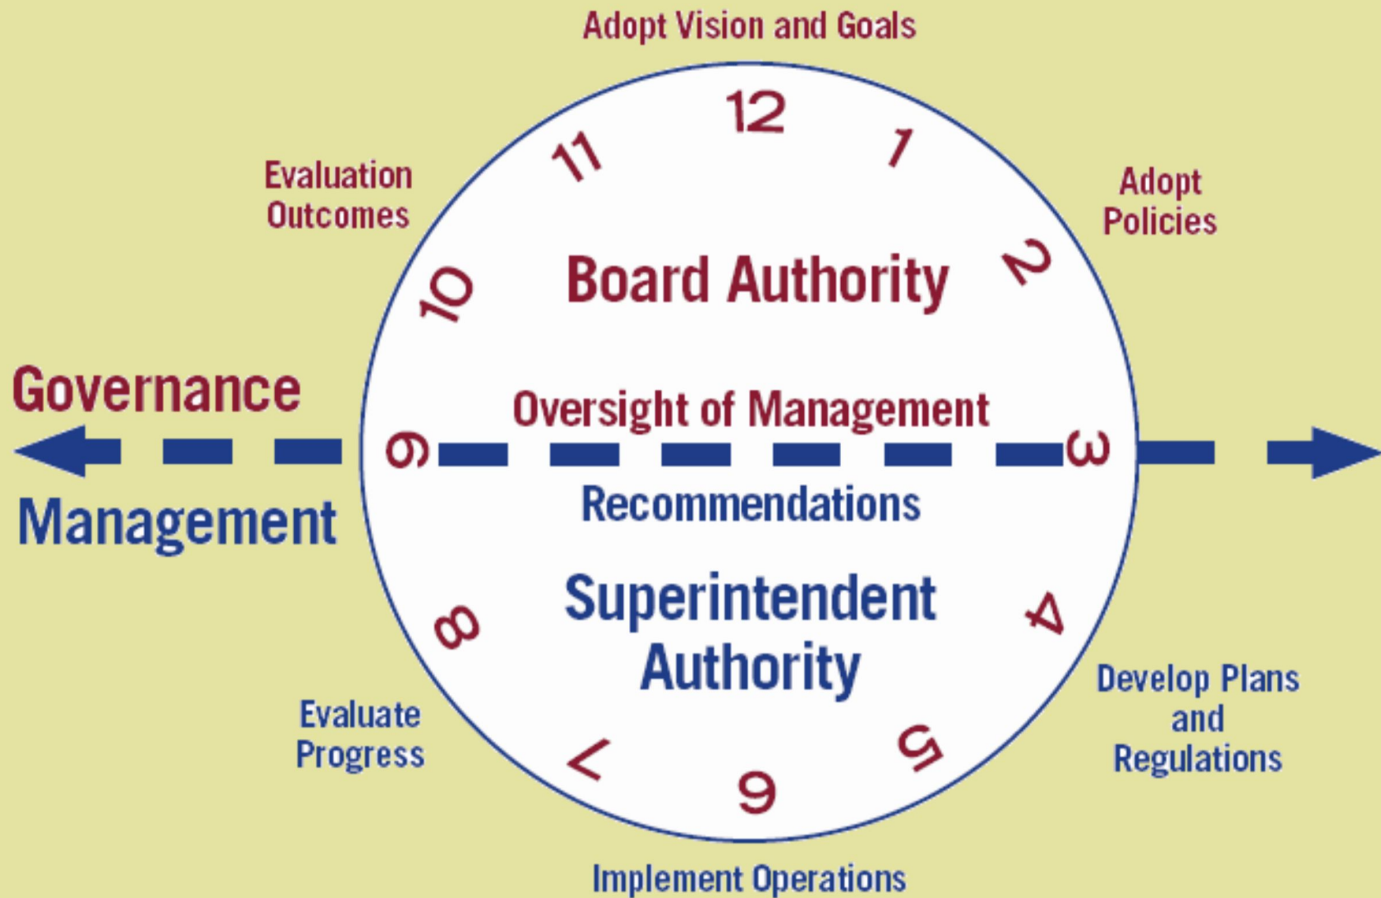 Adopt Vision and Goals
12
11
1
Evaluation
Outcomes
Adopt
Policies
10
2
Board Authority
Governance
Oversight of Management
9
3
Management
Recommendations
Superintendent
Authority
8
4
Evaluate
Progress
Develop Plans
and
Regulations
7
5
6
Implement Operations